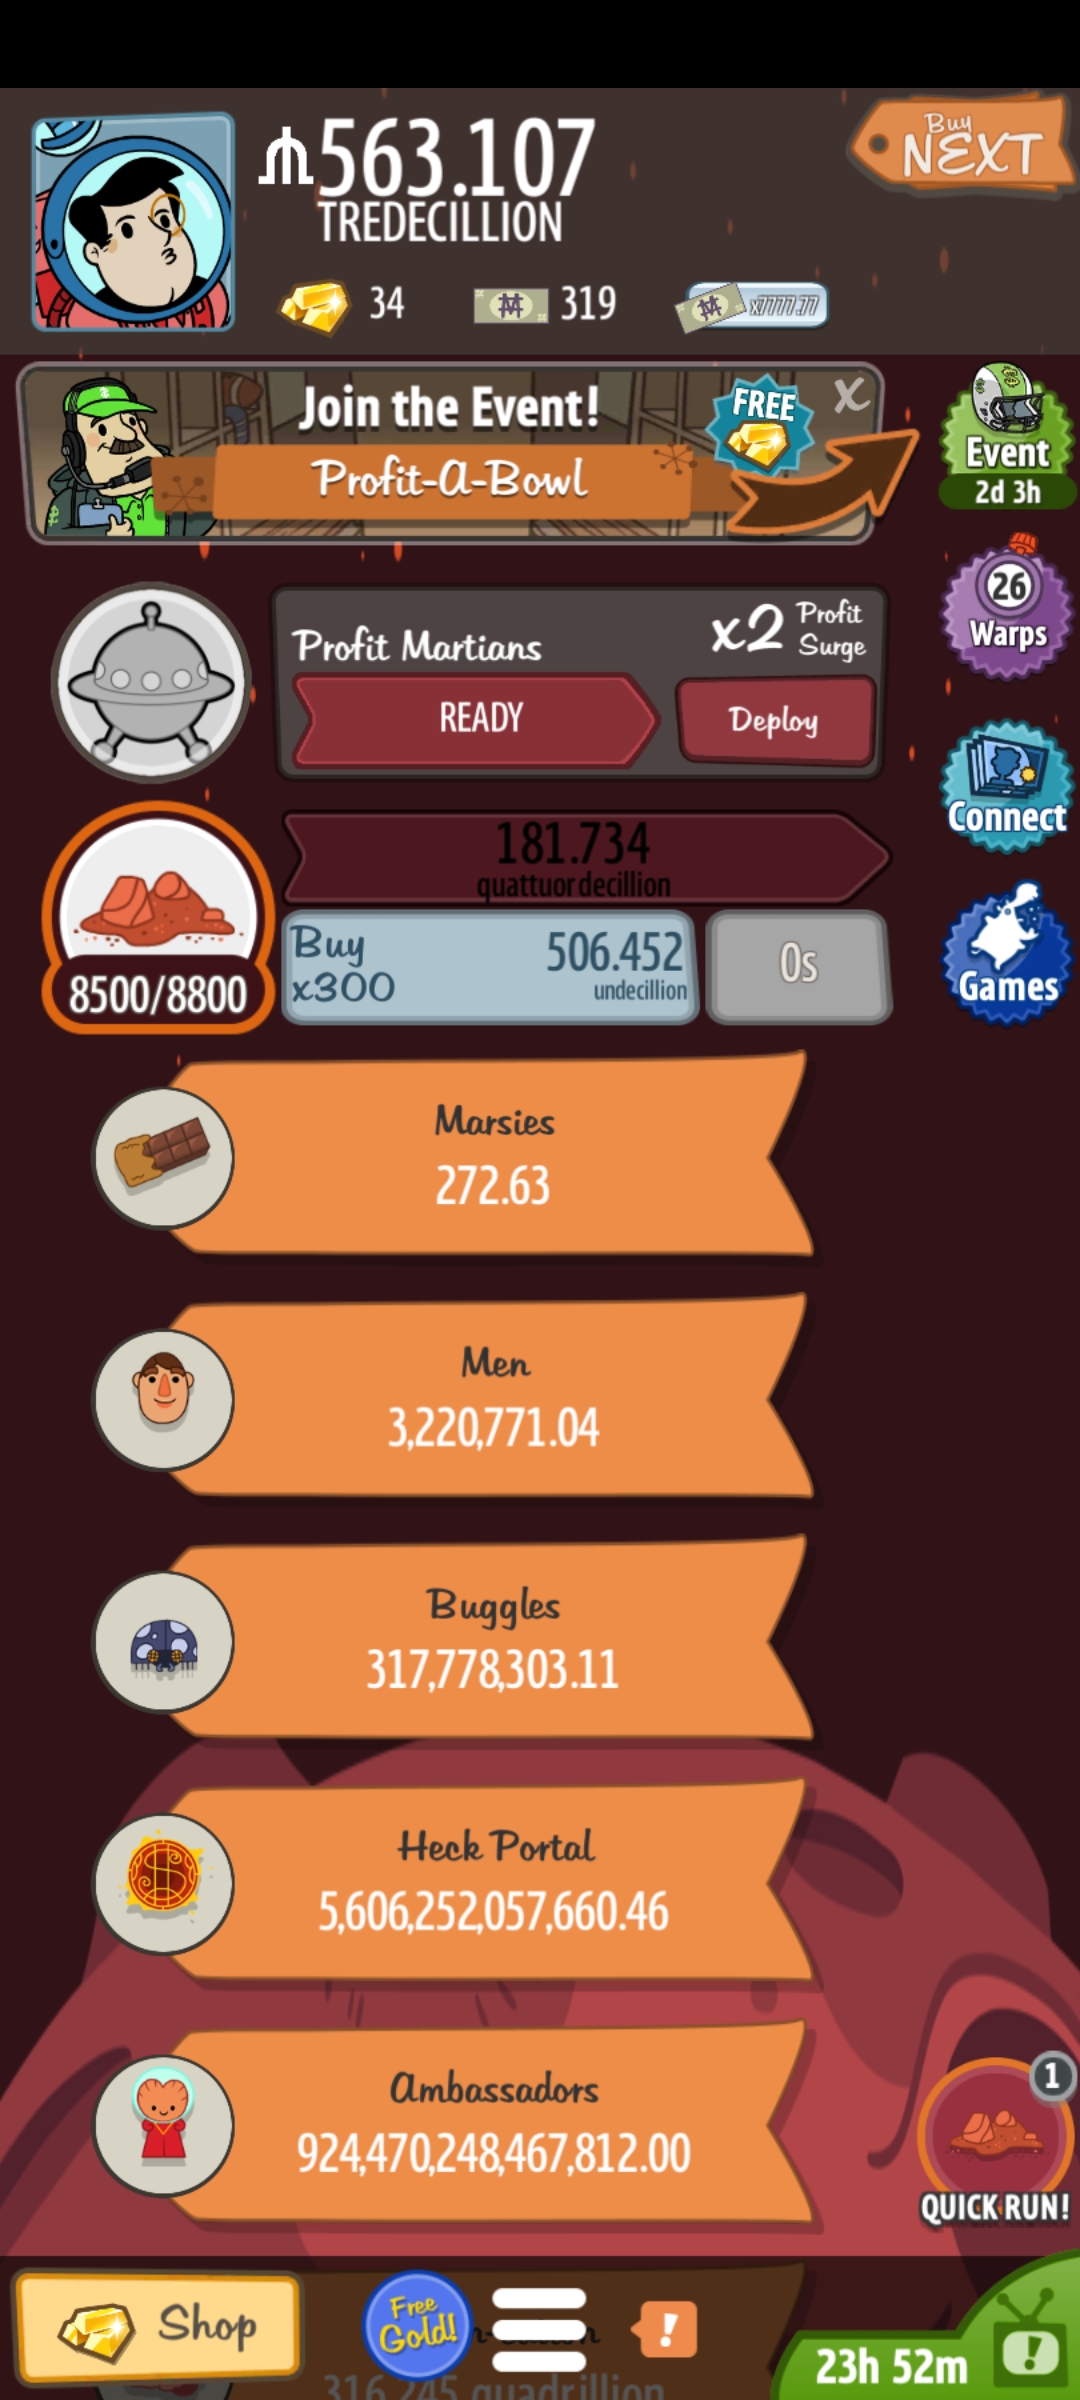 563.107
TREDECILLION
Buy
NEXT
34
319
x7777.77
Join the Event!
Profit-A-Bowl
FREE
X
Event
2d 3h
Profit Martians
x2 Profit Surge
READY
Deploy
26
Warps
181.734
quattuordecillion
Connect
8500/8800
Buy
x300
506.452
undecillion
0s
Games
Marsies
272.63
Men
3,220,771.04
Buggles
317,778,303.11
Heck Portal
5,606,252,057,660.46
Ambassadors
924,470,248,467,812.00
1
QUICK RUN!
Shop
Free
Gold!
!
!
23h 52m
316.245 quadrillion